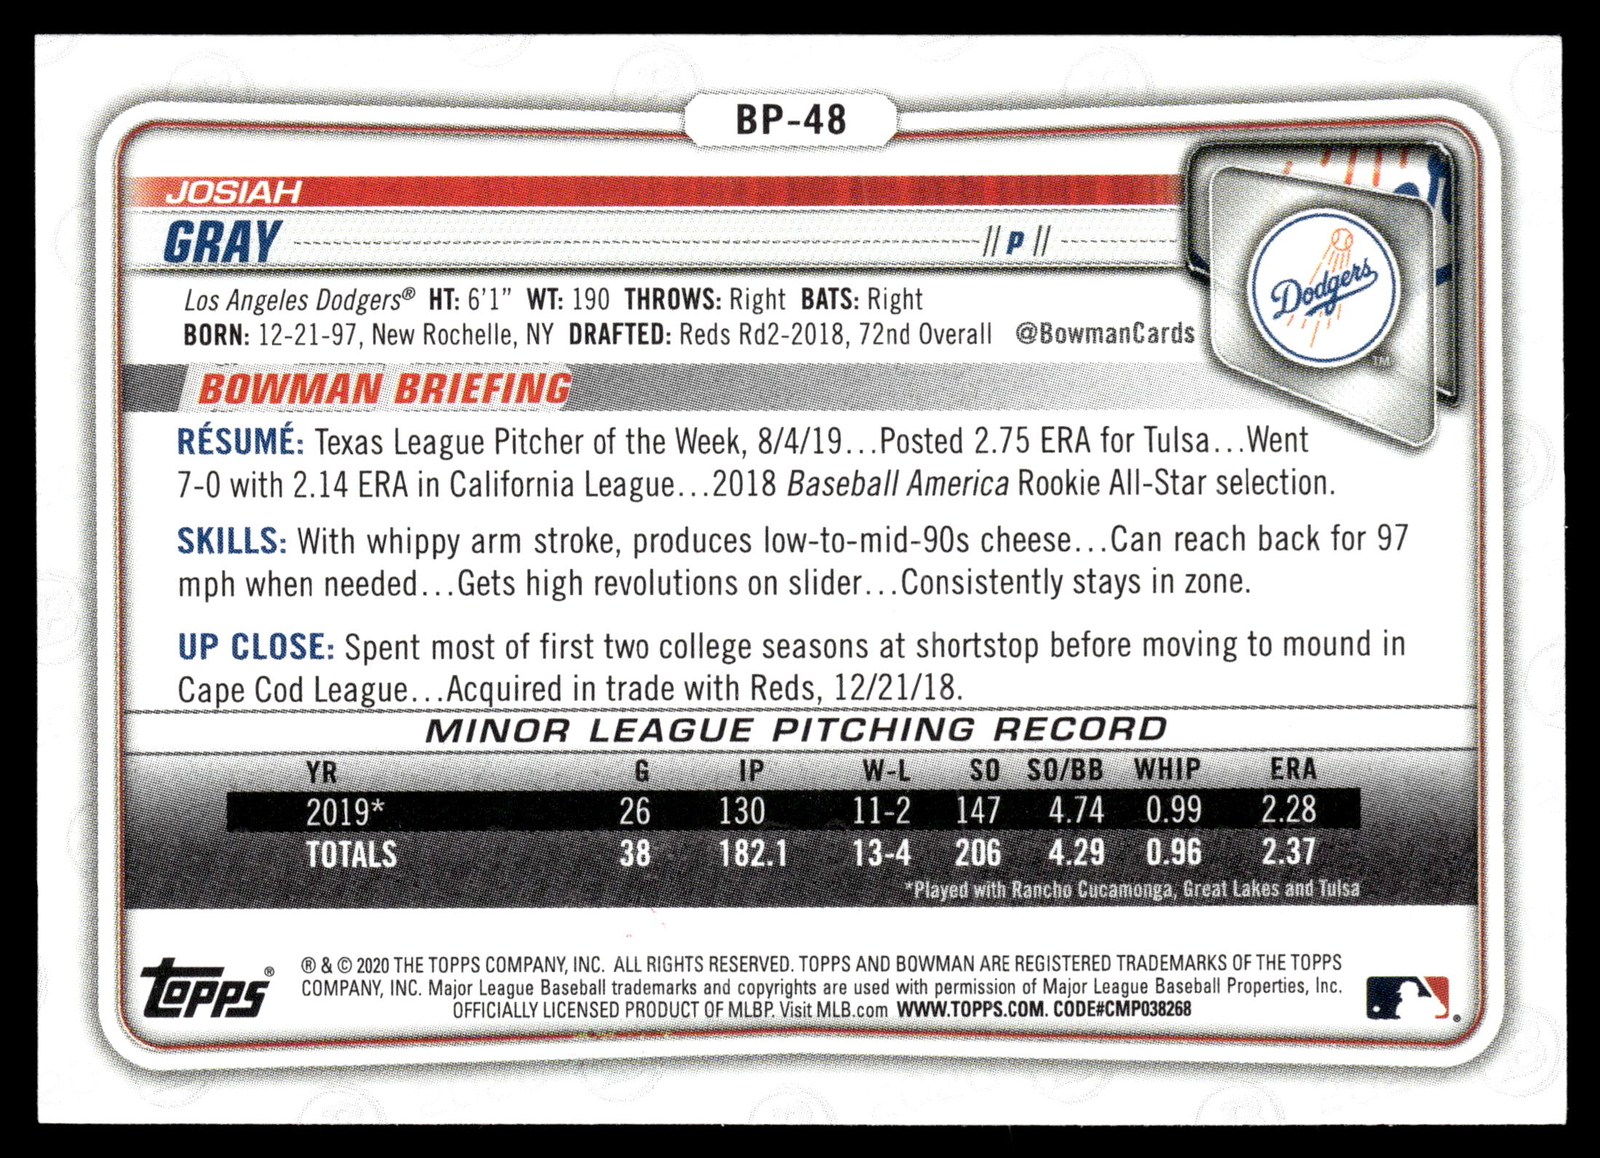 BP-48
JOSIAH
GRAY // P //
Dodgers
TM
Los Angeles Dodgers® HT: 6'1" WT: 190 THROWS: Right BATS: Right
BORN: 12-21-97, New Rochelle, NY DRAFTED: Reds Rd2-2018, 72nd Overall @BowmanCards
BOWMAN BRIEFING
RÉSUMÉ: Texas League Pitcher of the Week, 8/4/19...Posted 2.75 ERA for Tulsa...Went
7-0 with 2.14 ERA in California League...2018 Baseball America Rookie All-Star selection.
SKILLS: With whippy arm stroke, produces low-to-mid-90s cheese...Can reach back for 97
mph when needed...Gets high revolutions on slider...Consistently stays in zone.
UP CLOSE: Spent most of first two college seasons at shortstop before moving to mound in
Cape Cod League...Acquired in trade with Reds, 12/21/18.
MINOR LEAGUE PITCHING RECORD
YR G IP W-L SO SO/BB WHIP ERA
2019* 26 130 11-2 147 4.74 0.99 2.28
TOTALS 38 182.1 13-4 206 4.29 0.96 2.37
*Played with Rancho Cucamonga, Great Lakes and Tulsa
topps®
® & © 2020 THE TOPPS COMPANY, INC. ALL RIGHTS RESERVED. TOPPS AND BOWMAN ARE REGISTERED TRADEMARKS OF THE TOPPS
COMPANY, INC. Major League Baseball trademarks and copyrights are used with permission of Major League Baseball Properties, Inc.
OFFICIALLY LICENSED PRODUCT OF MLBP. Visit MLB.com WWW.TOPPS.COM. CODE#CMP038268